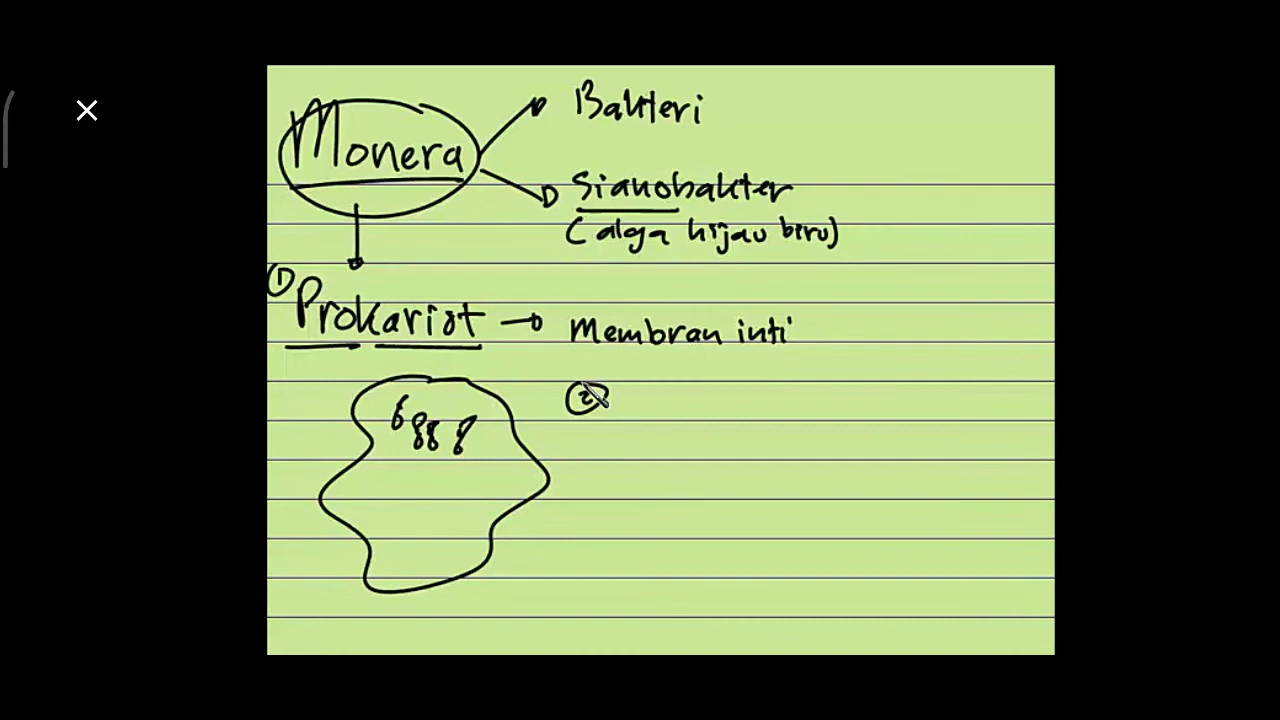 Monera
Bakteri
Sianobakter
(alga hijau biru)
① Prokariot
Membran inti
②